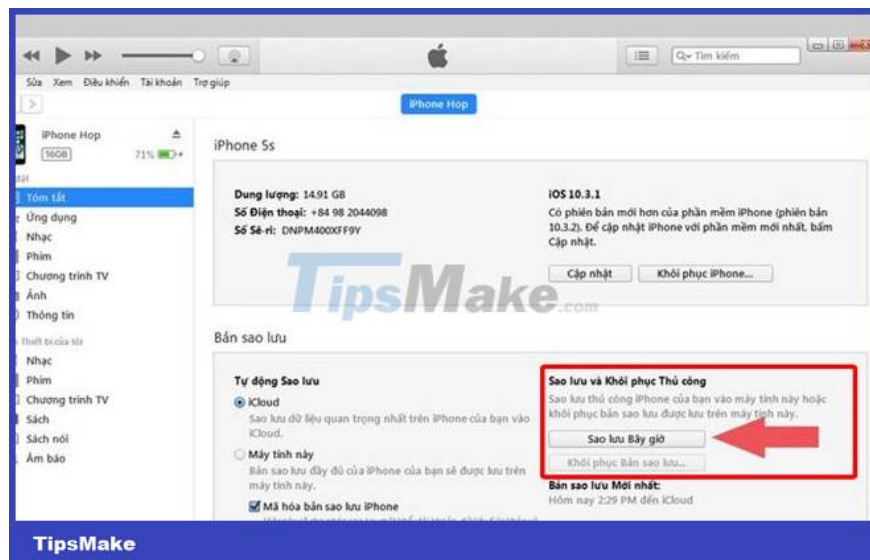 Tìm kiếm
Sửa Xem Điều khiển Tài khoản Trợ giúp
iPhone Hop
iPhone Hop
16GB 71%
iPhone 5s
Tóm tắt
Ứng dụng
Nhạc
Phim
Chương trình TV
Ảnh
Thông tin
Thiết bị của tôi
Nhạc
Phim
Chương trình TV
Sách
Sách nói
Âm báo
Dung lượng: 14.91 GB
Số Điện thoại: +84 98 2044098
Số Sê-ri: DNPM400XFF9Y
iOS 10.3.1
Có phiên bản mới hơn của phần mềm iPhone (phiên bản
10.3.2). Để cập nhật iPhone với phần mềm mới nhất, bấm
Cập nhật.
Cập nhật Khôi phục iPhone...
TipsMake.com
Bản sao lưu
Tự động Sao lưu
iCloud
Sao lưu dữ liệu quan trọng nhất trên iPhone của bạn vào
iCloud.
Máy tính này
Bản sao lưu đầy đủ của iPhone của bạn sẽ được lưu trên
máy tính này.
Mã hóa bản sao lưu iPhone
Sao lưu và Khôi phục Thủ công
Sao lưu thủ công iPhone của bạn vào máy tính này hoặc
khôi phục bản sao lưu được lưu trên máy tính này.
Sao lưu Bây giờ
Khôi phục Bản sao lưu...
Bản sao lưu Mới nhất:
Hôm nay 2:29 PM đến iCloud
TipsMake